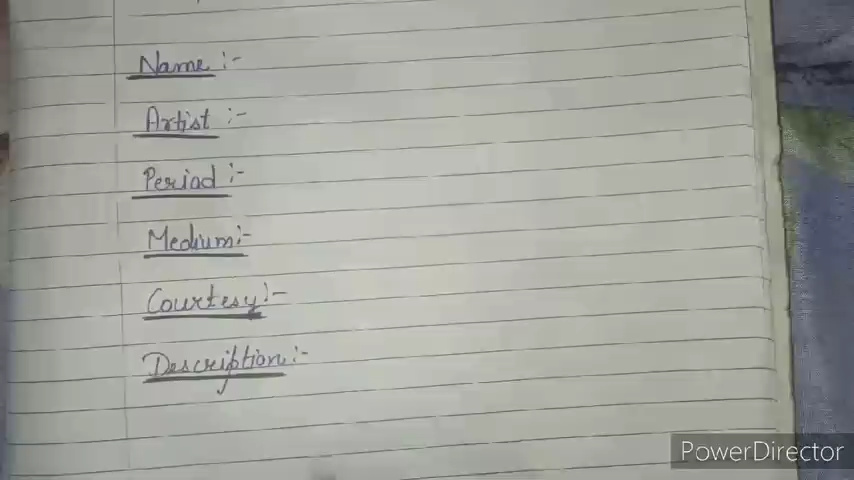 Name :-
Artist :-
Period :-
Medium:-
Courtesy:-
Description:-
PowerDirector